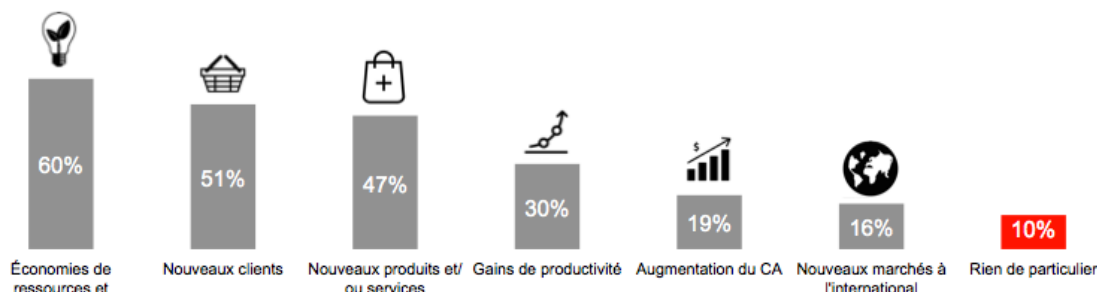 $
60%
51%
47%
30%
19%
16%
10%
Économies de
ressources et
Nouveaux clients
Nouveaux produits et/
ou services
Gains de productivité
Augmentation du CA
Nouveaux marchés à
l'international
Rien de particulier